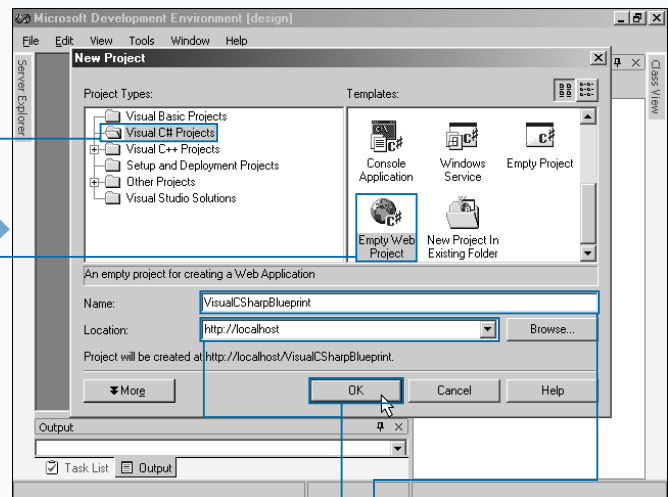 Microsoft Development Environment [design]
File Edit View Tools Window Help
Server Explorer
New Project
Class View
Project Types:
Templates:
Visual Basic Projects
Visual C# Projects
Visual C++ Projects
Setup and Deployment Projects
Other Projects
Visual Studio Solutions
Console Application
Windows Service
Empty Project
Empty Web Project
New Project In Existing Folder
An empty project for creating a Web Application
Name:
VisualCSharpBlueprint
Location:
http://localhost
Browse...
Project will be created at http://localhost/VisualCSharpBlueprint.
More
OK
Cancel
Help
Output
Task List
Output